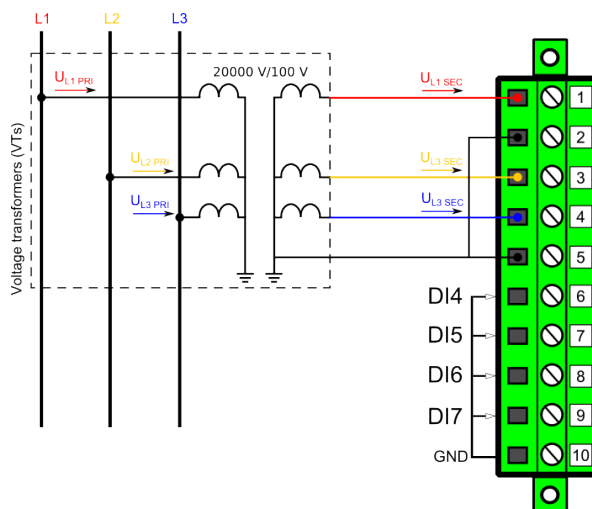 L1
L2
L3
20000 V/100 V
UL1 PRI
UL1 SEC
UL2 PRI
UL3 SEC
UL3 PRI
UL3 SEC
Voltage transformers (VTs)
1
2
3
4
5
DI4
6
DI5
7
DI6
8
DI7
9
GND
10